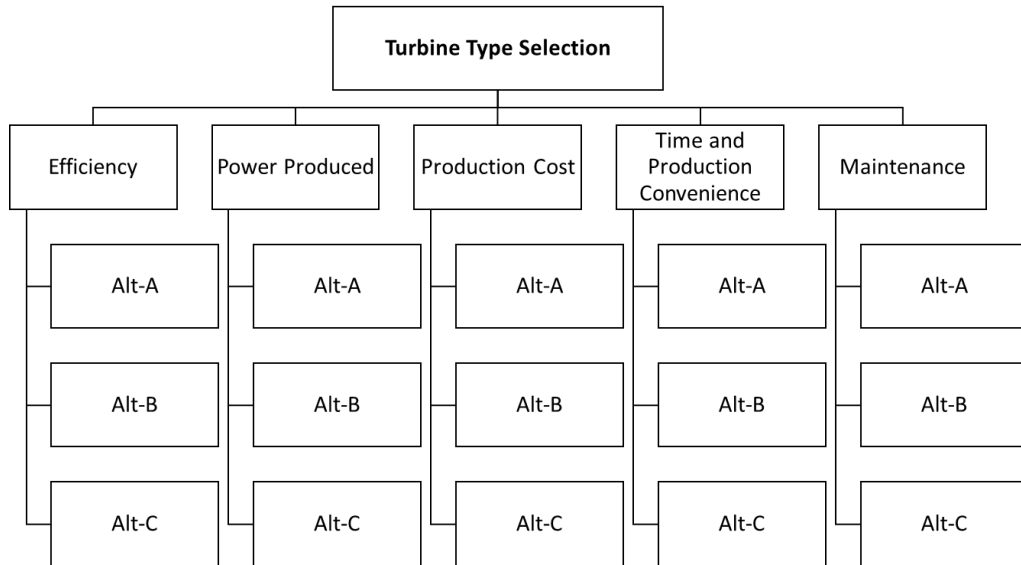 Turbine Type Selection
Efficiency
Power Produced
Production Cost
Time and
Production
Convenience
Maintenance
Alt-A
Alt-A
Alt-A
Alt-A
Alt-A
Alt-B
Alt-B
Alt-B
Alt-B
Alt-B
Alt-C
Alt-C
Alt-C
Alt-C
Alt-C